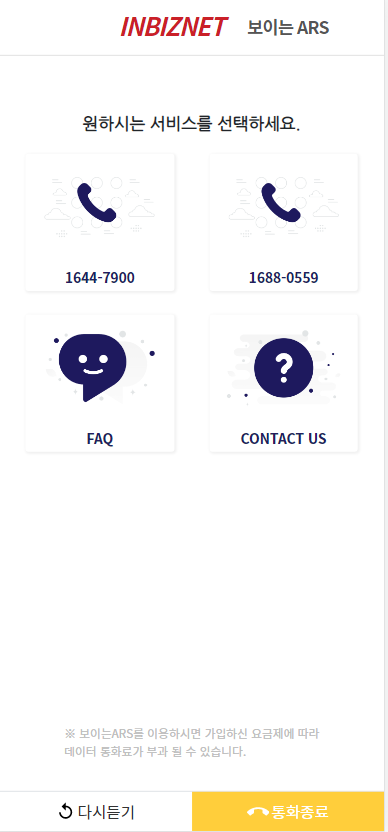 INBIZNET 보이는 ARS
원하시는 서비스를 선택하세요.
1644-7900 1688-0559
FAQ CONTACT US
※ 보이는ARS를 이용하시면 가입하신 요금제에 따라
데이터 통화료가 부과 될 수 있습니다.
다시듣기 통화종료